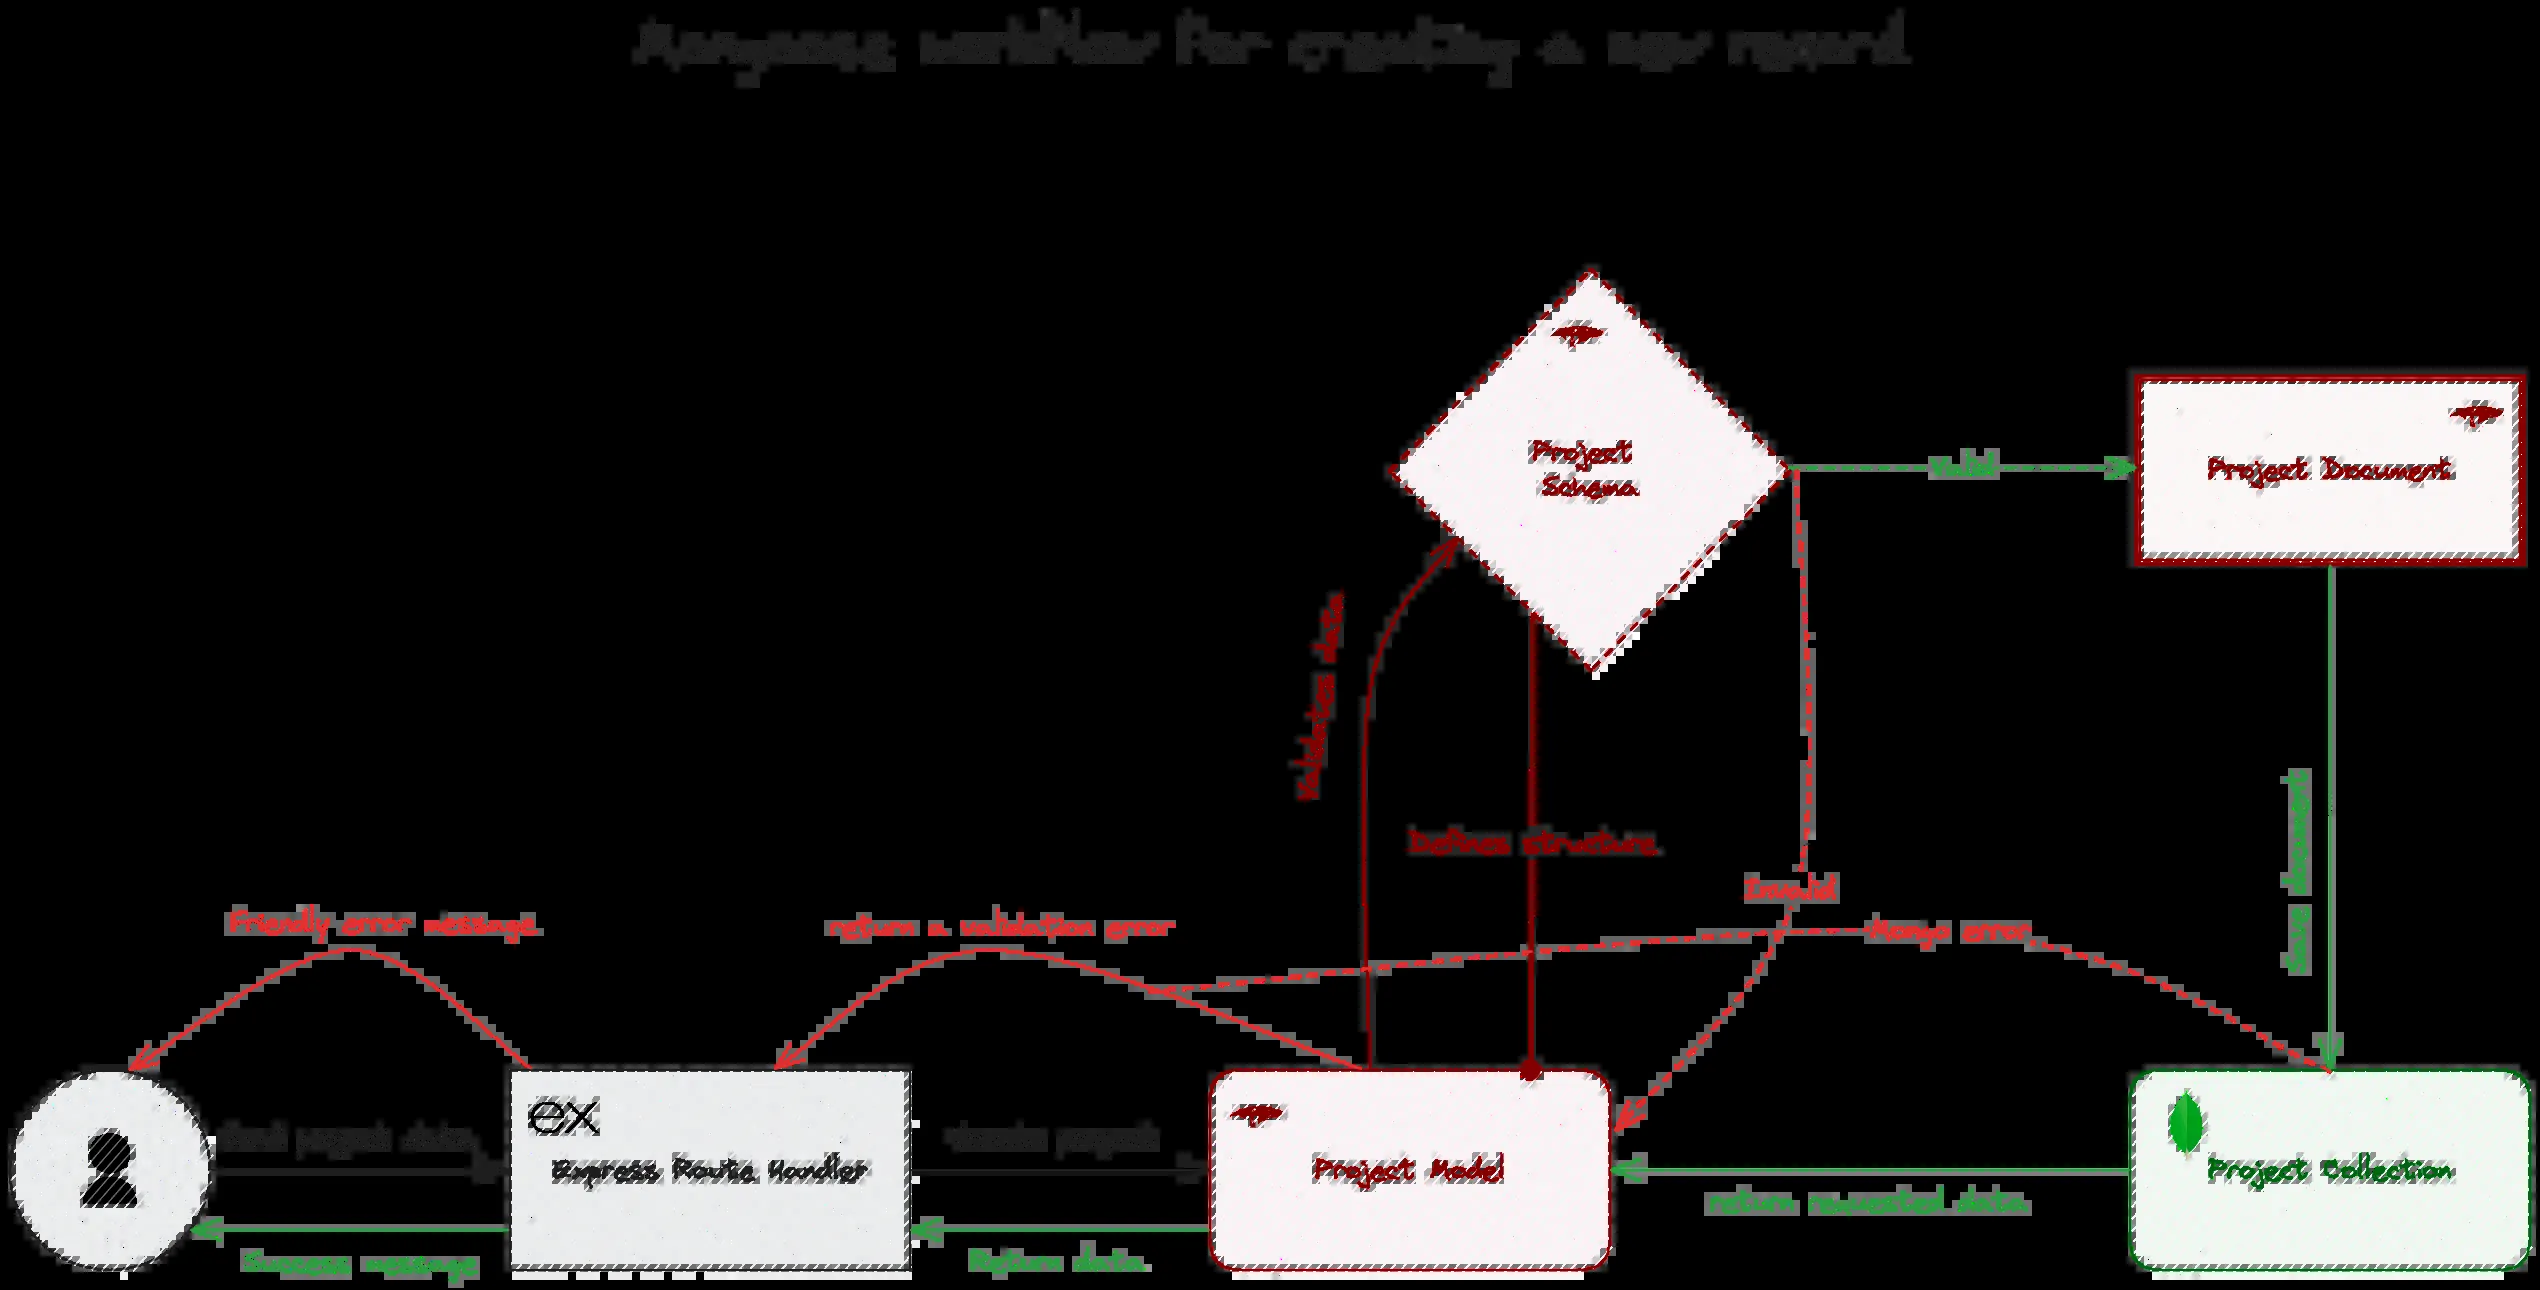 Mongoose workflow for creating a new record
Project
Schema
Valid
Project Document
Validates data
Defines structure
save document
Invalid
Friendly error message
return a validation error
Mongo error
Send project data
ex
Express Route Handler
Create project
Project Model
Project Collection
return requested data
Success message
Return data